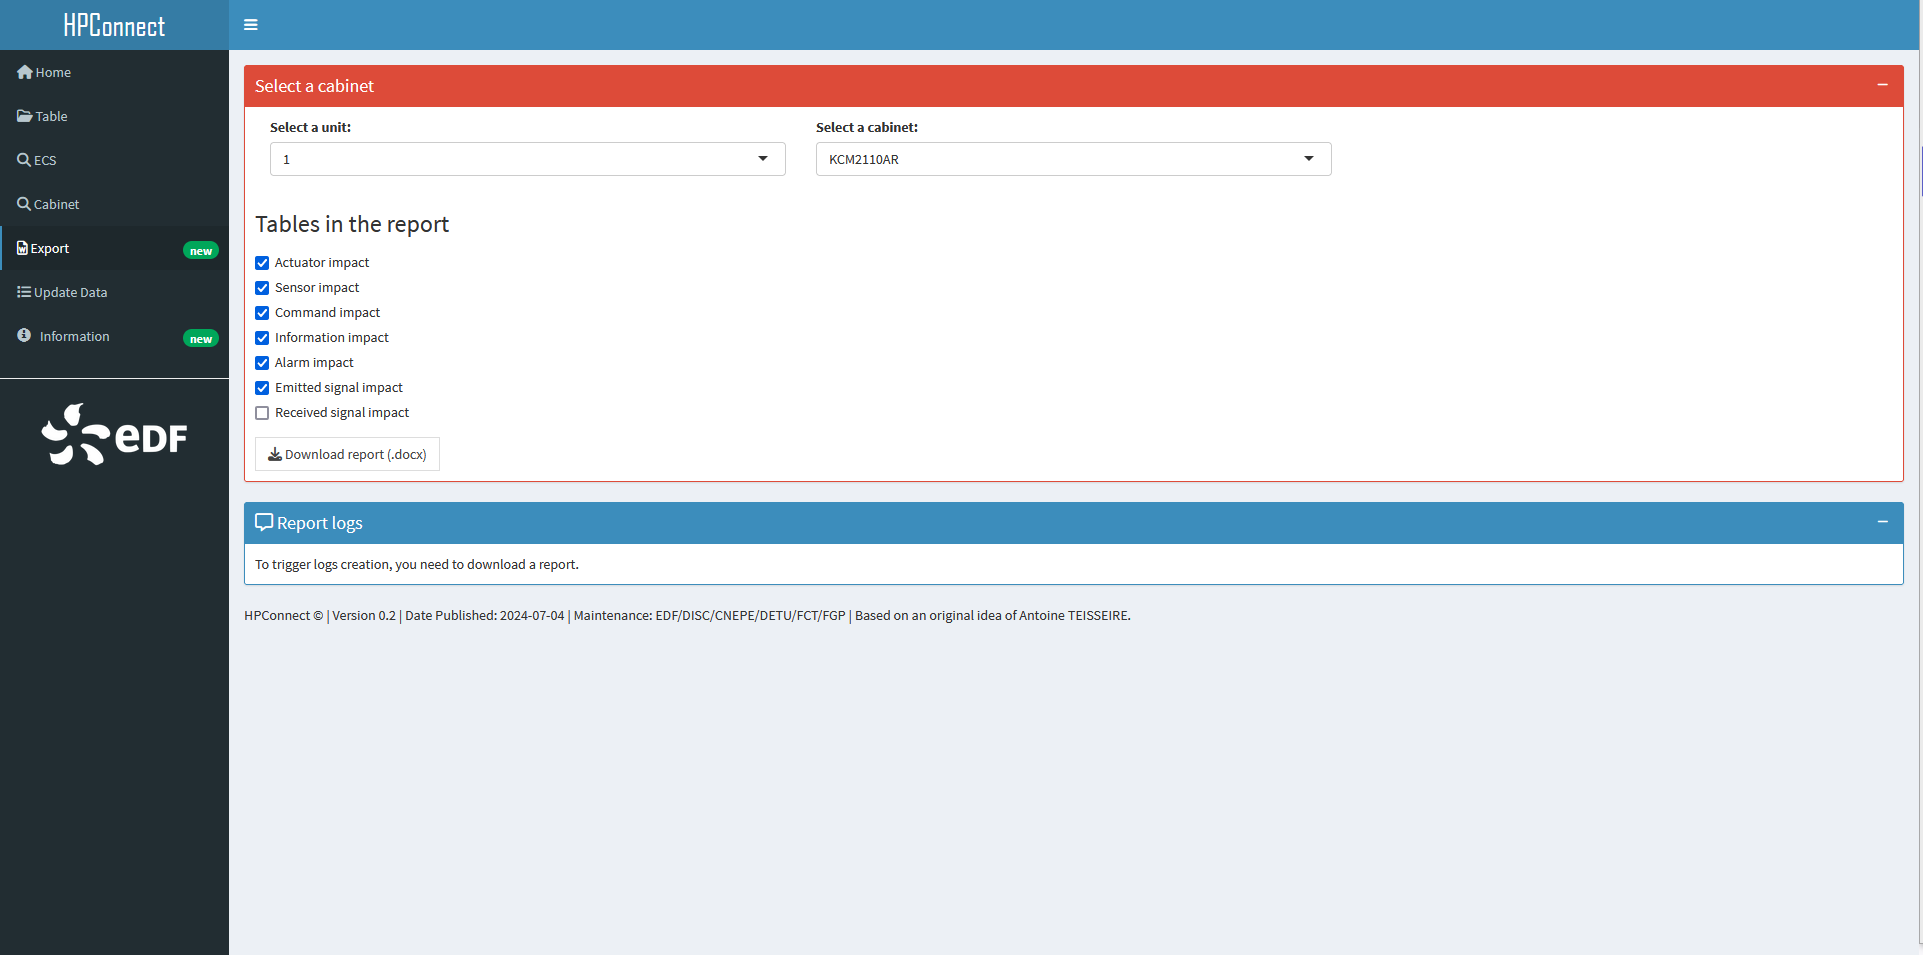 HPConnect
Home
Table
ECS
Cabinet
Export new
Update Data
Information new
eDF
Select a cabinet
Select a unit: Select a cabinet:
1 KCM2110AR
Tables in the report
Actuator impact
Sensor impact
Command impact
Information impact
Alarm impact
Emitted signal impact
Received signal impact
Download report (.docx)
Report logs
To trigger logs creation, you need to download a report.
HPConnect © | Version 0.2 | Date Published: 2024-07-04 | Maintenance: EDF/DISC/CNEPE/DETU/FCT/FGP | Based on an original idea of Antoine TEISSEIRE.